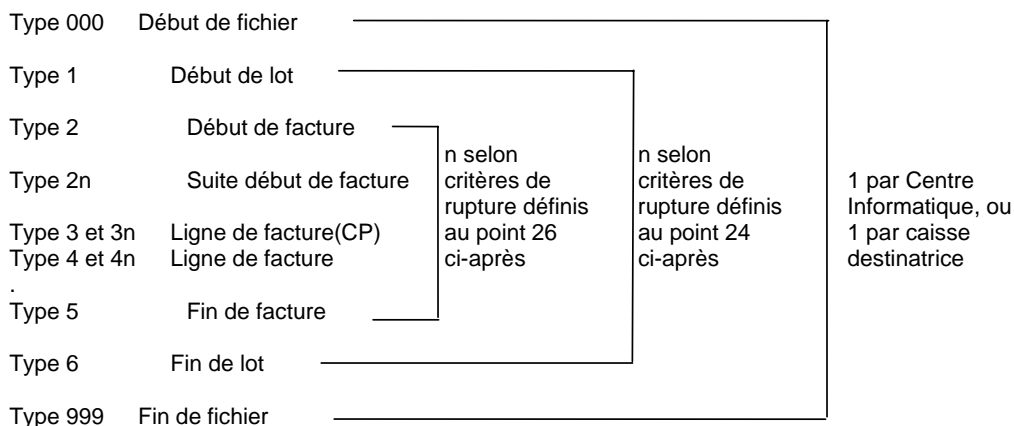 Type 000 Début de fichier
Type 1 Début de lot
Type 2 Début de facture
Type 2n Suite début de facture
Type 3 et 3n Ligne de facture(CP)
Type 4 et 4n Ligne de facture
.
Type 5 Fin de facture
Type 6 Fin de lot
Type 999 Fin de fichier
n selon
critères de
rupture définis
au point 26
ci-après
n selon
critères de
rupture définis
au point 24
ci-après
1 par Centre
Informatique, ou
1 par caisse
destinatrice